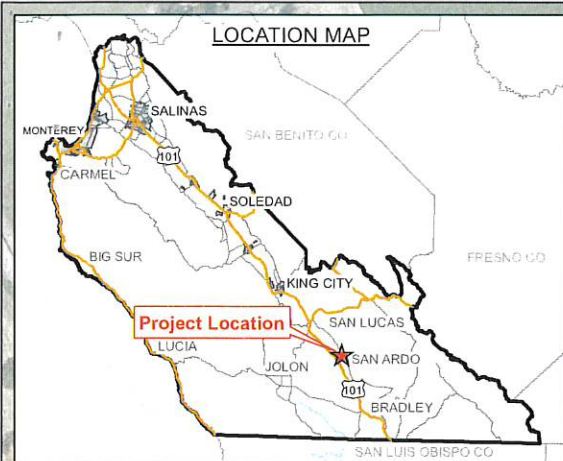 LOCATION MAP
SALINAS
MONTEREY
SAN BENITO CO
101
CARMEL
SOLEDAD
BIG SUR
FRESNO CO
KING CITY
Project Location
SAN LUCAS
LUCIA
SAN ARDO
JOLON
101
BRADLEY
SAN LUIS OBISPO CO